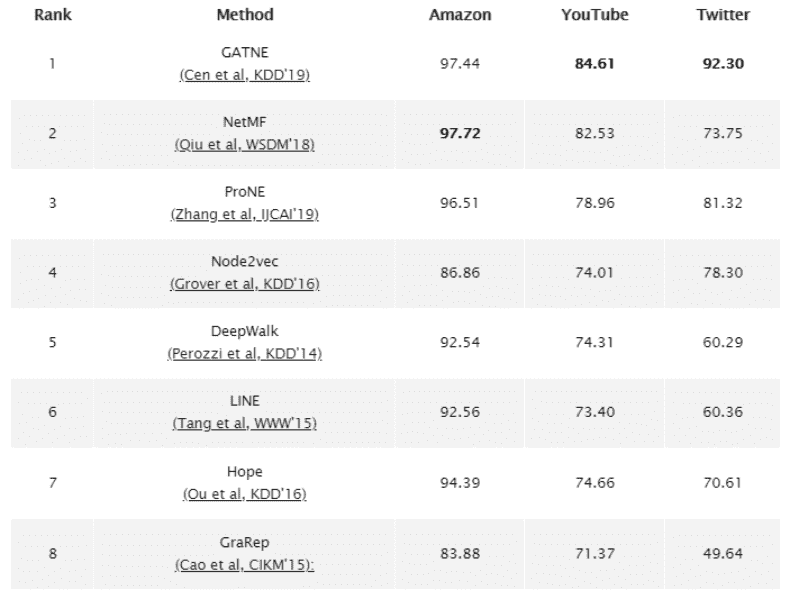 Rank Method Amazon YouTube Twitter
1 GATNE 97.44 84.61 92.30
(Cen et al, KDD'19)
2 NetMF 97.72 82.53 73.75
(Qiu et al, WSDM'18)
3 ProNE 96.51 78.96 81.32
(Zhang et al, IJCAI'19)
4 Node2vec 86.86 74.01 78.30
(Grover et al, KDD'16)
5 DeepWalk 92.54 74.31 60.29
(Perozzi et al, KDD'14)
6 LINE 92.56 73.40 60.36
(Tang et al, WWW'15)
7 Hope 94.39 74.66 70.61
(Ou et al, KDD'16)
8 GraRep 83.88 71.37 49.64
(Cao et al, CIKM'15):